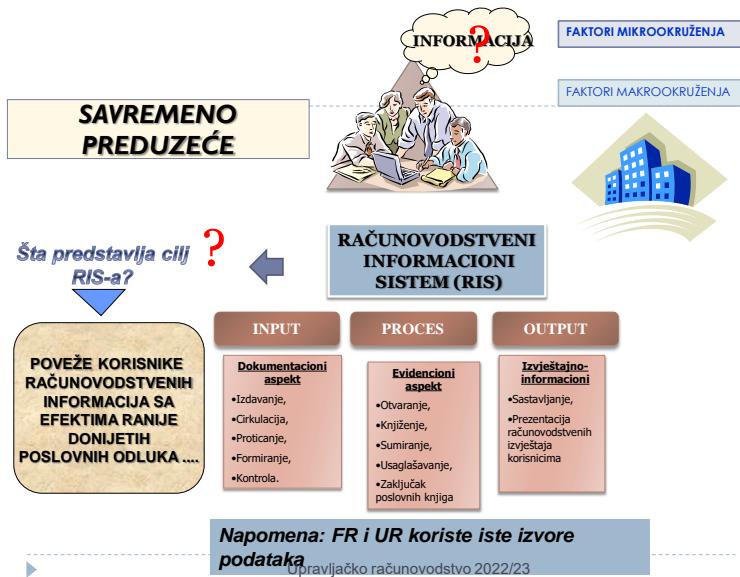 INFORMACIJA
?
FAKTORI MIKROOKRUŽENJA
FAKTORI MAKROOKRUŽENJA
SAVREMENO
PREDUZEĆE
Šta predstavlja cilj
RIS-a?
?
RAČUNOVODSTVENI
INFORMACIONI
SISTEM (RIS)
POVEŽE KORISNIKE
RAČUNOVODSTVENIH
INFORMACIJA SA
EFEKTIMA RANIJE
DONIJETIH
POSLOVNIH ODLUKA ....
INPUT
Dokumentacioni
aspekt
•Izdavanje,
•Cirkulacija,
•Proticanje,
•Formiranje,
•Kontrola.
PROCES
Evidencioni
aspekt
•Otvaranje,
•Knjiženje,
•Sumiranje,
•Usaglašavanje,
•Zaključak
poslovnih knjiga
OUTPUT
Izvještajno-
informacioni
•Sastavljanje,
•Prezentacija
računovodstvenih
izvještaja
korisnicima
Napomena: FR i UR koriste iste izvore
podataka
Upravljačko računovodstvo 2022/23